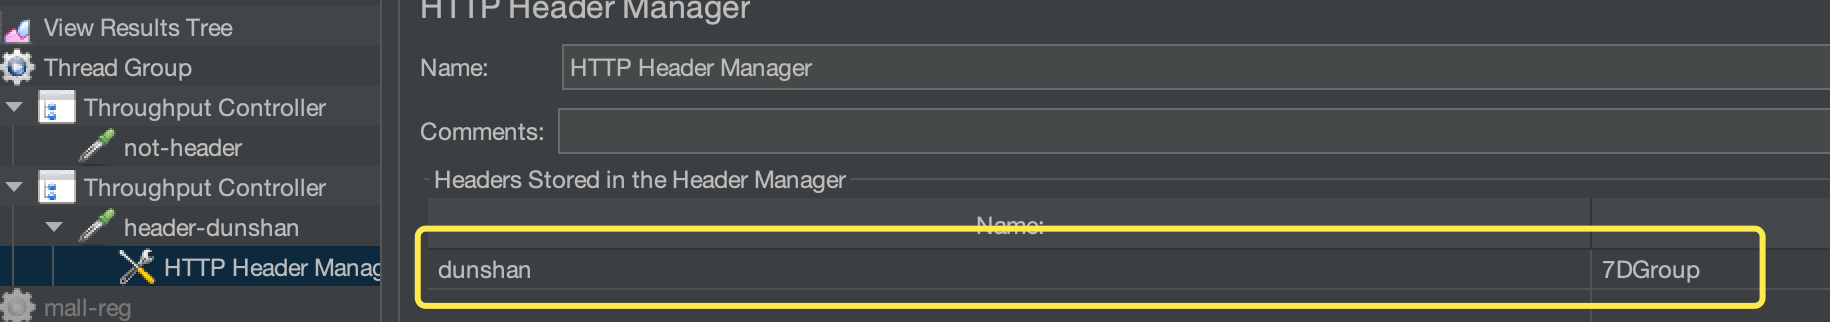 View Results Tree
Thread Group
Throughput Controller
not-header
Throughput Controller
header-dunshan
HTTP Header Manag
mall-reg
HTTP Header Manager
Name: HTTP Header Manager
Comments:
Headers Stored in the Header Manager
Name:
dunshan 7DGroup